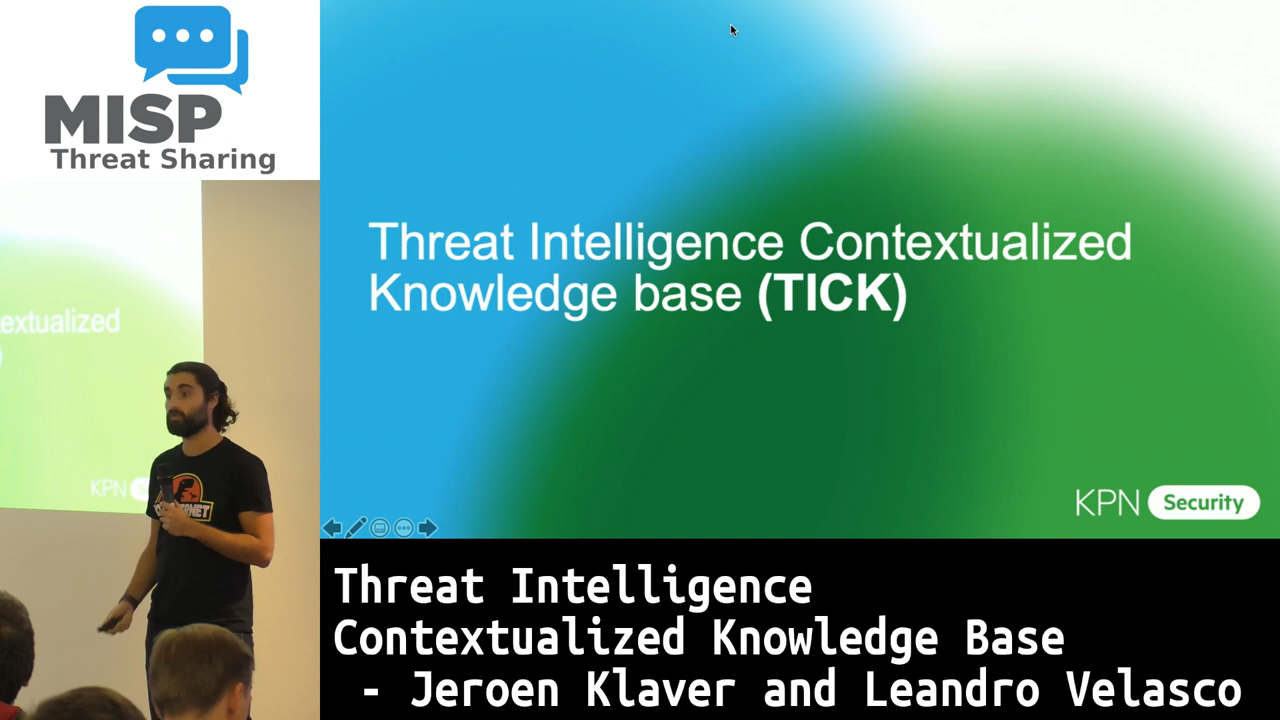 MISP
Threat Sharing
Threat Intelligence Contextualized
Knowledge base (TICK)
KPN Security
extualized
KPN
Threat Intelligence
Contextualized Knowledge Base
- Jeroen Klaver and Leandro Velasco